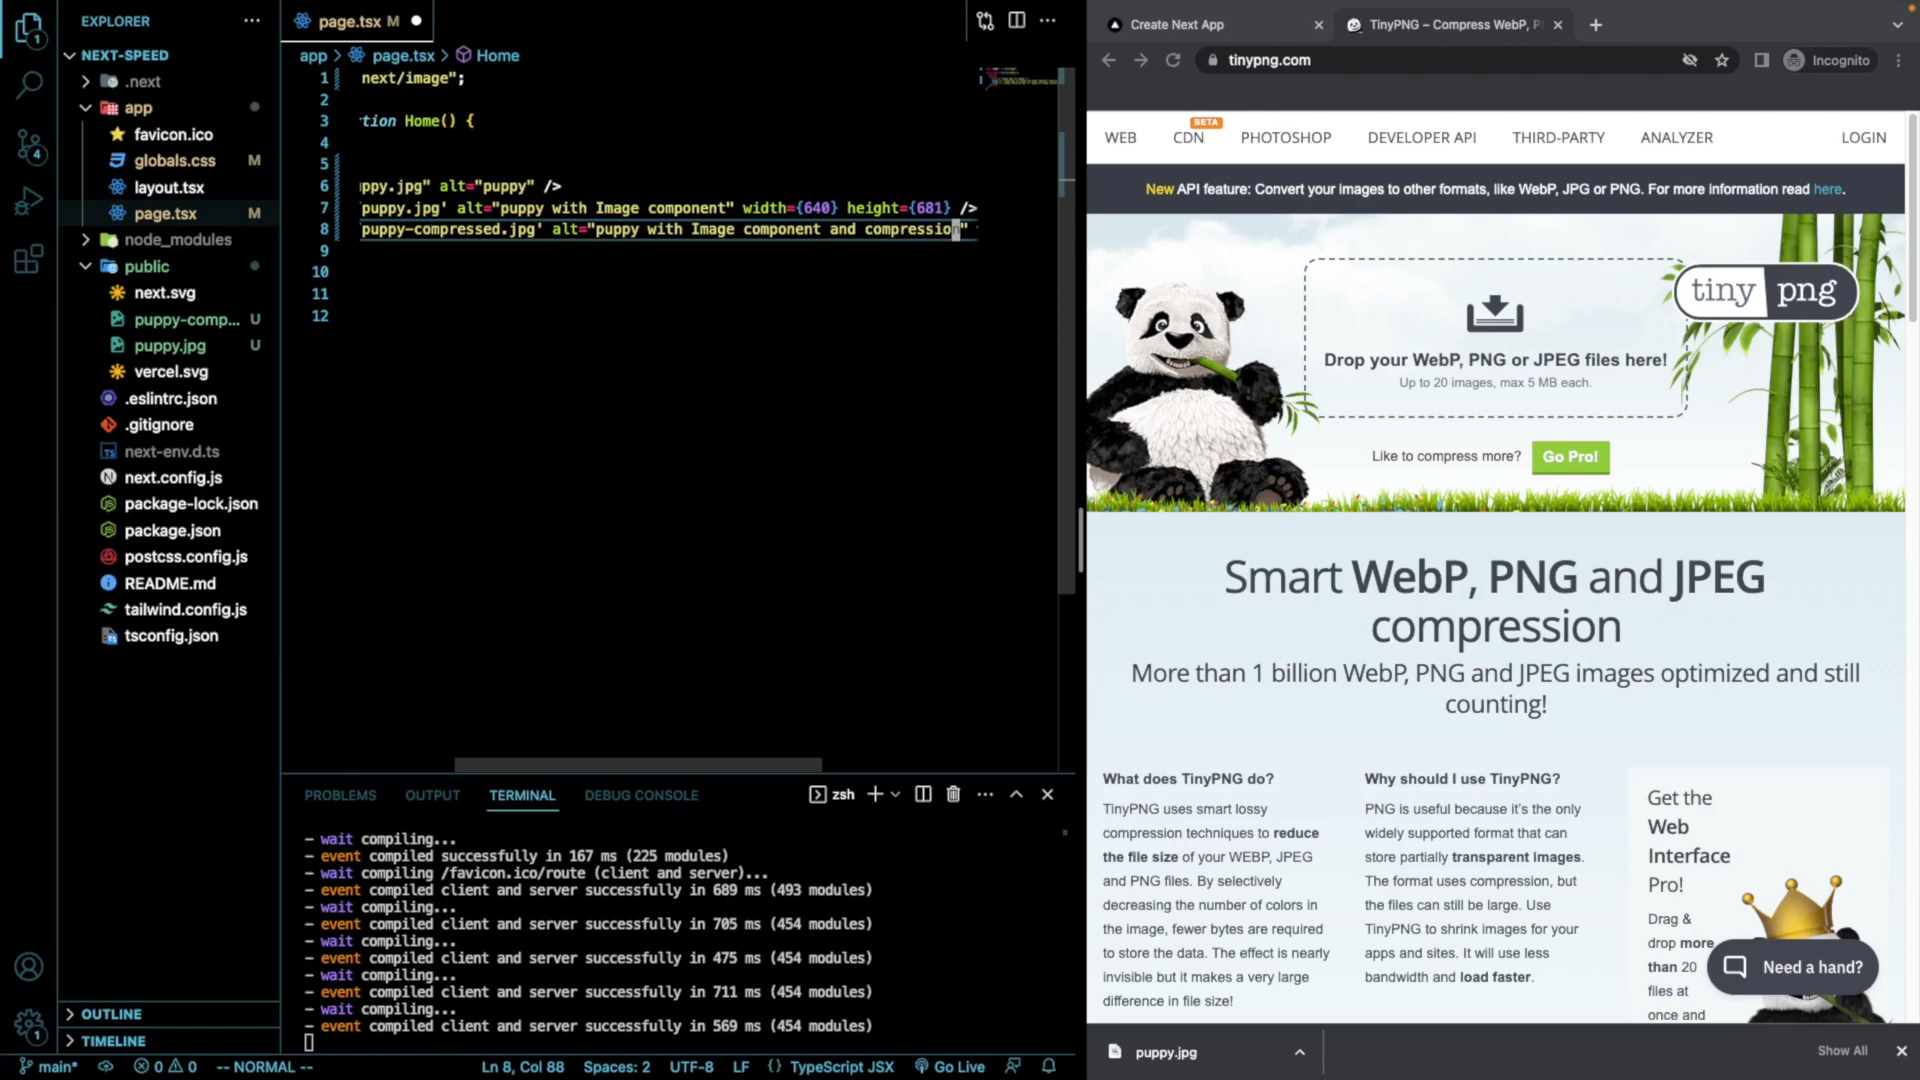 EXPLORER
NEXT-SPEED
.next
app
favicon.ico
globals.css M
layout.tsx
page.tsx M
node_modules
public
next.svg
puppy-comp... U
puppy.jpg U
vercel.svg
.eslintrc.json
.gitignore
next-env.d.ts
next.config.js
package-lock.json
package.json
postcss.config.js
README.md
tailwind.config.js
tsconfig.json
OUTLINE
TIMELINE
1
4
1
page.tsx M
app > page.tsx > Home
1 next/image";
2
3 tion Home() {
4
5
6 ppy.jpg" alt="puppy" />
7 puppy.jpg' alt="puppy with Image component" width={640} height={681} />
8 puppy-compressed.jpg' alt="puppy with Image component and compression"
9
10
11
12
PROBLEMS OUTPUT TERMINAL DEBUG CONSOLE zsh
- wait compiling...
- event compiled successfully in 167 ms (225 modules)
- wait compiling /favicon.ico/route (client and server)...
- event compiled client and server successfully in 689 ms (493 modules)
- wait compiling...
- event compiled client and server successfully in 705 ms (454 modules)
- wait compiling...
- event compiled client and server successfully in 475 ms (454 modules)
- wait compiling...
- event compiled client and server successfully in 711 ms (454 modules)
- wait compiling...
- event compiled client and server successfully in 569 ms (454 modules)
main* 0 0 -- NORMAL -- Ln 8, Col 88 Spaces: 2 UTF-8 LF {} TypeScript JSX Go Live
Create Next App
TinyPNG – Compress WebP, P
tinypng.com
Incognito
WEB CDN BETA PHOTOSHOP DEVELOPER API THIRD-PARTY ANALYZER LOGIN
New API feature: Convert your images to other formats, like WebP, JPG or PNG. For more information read here.
tiny png
Drop your WebP, PNG or JPEG files here!
Up to 20 images, max 5 MB each.
Like to compress more? Go Pro!
Smart WebP, PNG and JPEG
compression
More than 1 billion WebP, PNG and JPEG images optimized and still
counting!
What does TinyPNG do?
TinyPNG uses smart lossy
compression techniques to reduce
the file size of your WEBP, JPEG
and PNG files. By selectively
decreasing the number of colors in
the image, fewer bytes are required
to store the data. The effect is nearly
invisible but it makes a very large
difference in file size!
Why should I use TinyPNG?
PNG is useful because it's the only
widely supported format that can
store partially transparent images.
The format uses compression, but
the files can still be large. Use
TinyPNG to shrink images for your
apps and sites. It will use less
bandwidth and load faster.
Get the
Web
Interface
Pro!
Drag &
drop more
than 20
files at
once and
Need a hand?
puppy.jpg
Show All